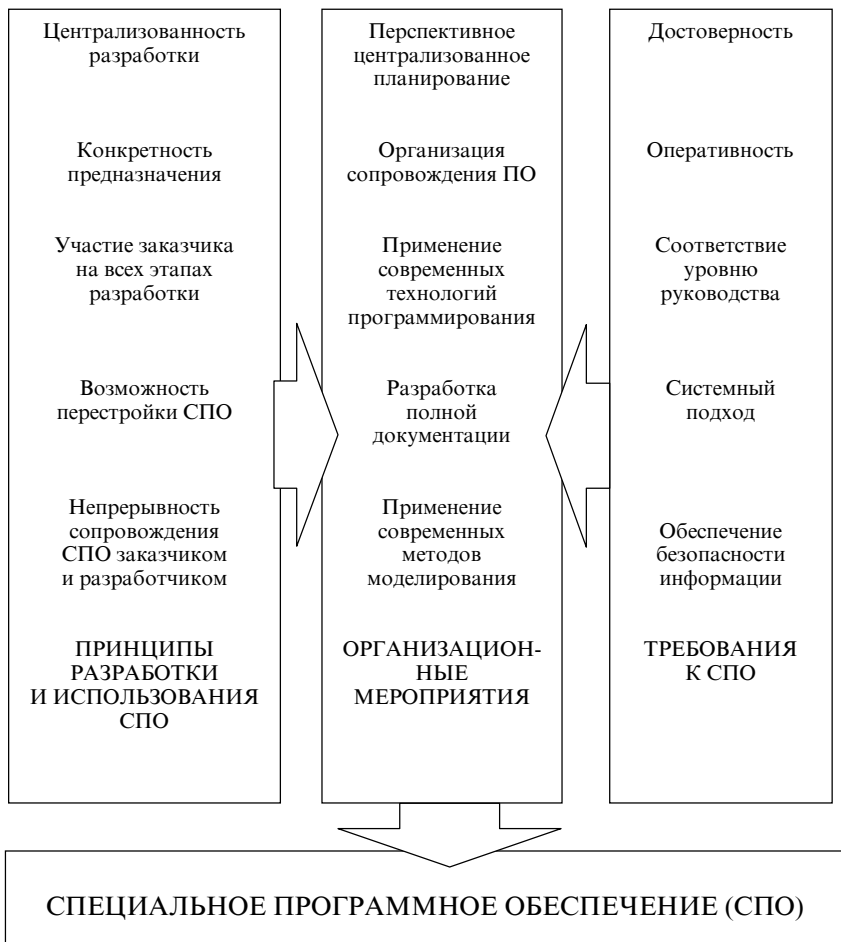 Централизованность
разработки
Конкретность
предназначения
Участие заказчика
на всех этапах
разработки
Возможность
перестройки СПО
Непрерывность
сопровождения
СПО заказчиком
и разработчиком
ПРИНЦИПЫ
РАЗРАБОТКИ
И ИСПОЛЬЗОВАНИЯ
СПО
Перспективное
централизованное
планирование
Организация
сопровождения ПО
Применение
современных
технологий
программирования
Разработка
полной
документации
Применение
современных
методов
моделирования
ОРГАНИЗАЦИОН-
НЫЕ
МЕРОПРИЯТИЯ
Достоверность
Оперативность
Соответствие
уровню
руководства
Системный
подход
Обеспечение
безопасности
информации
ТРЕБОВАНИЯ
К СПО
СПЕЦИАЛЬНОЕ ПРОГРАММНОЕ ОБЕСПЕЧЕНИЕ (СПО)